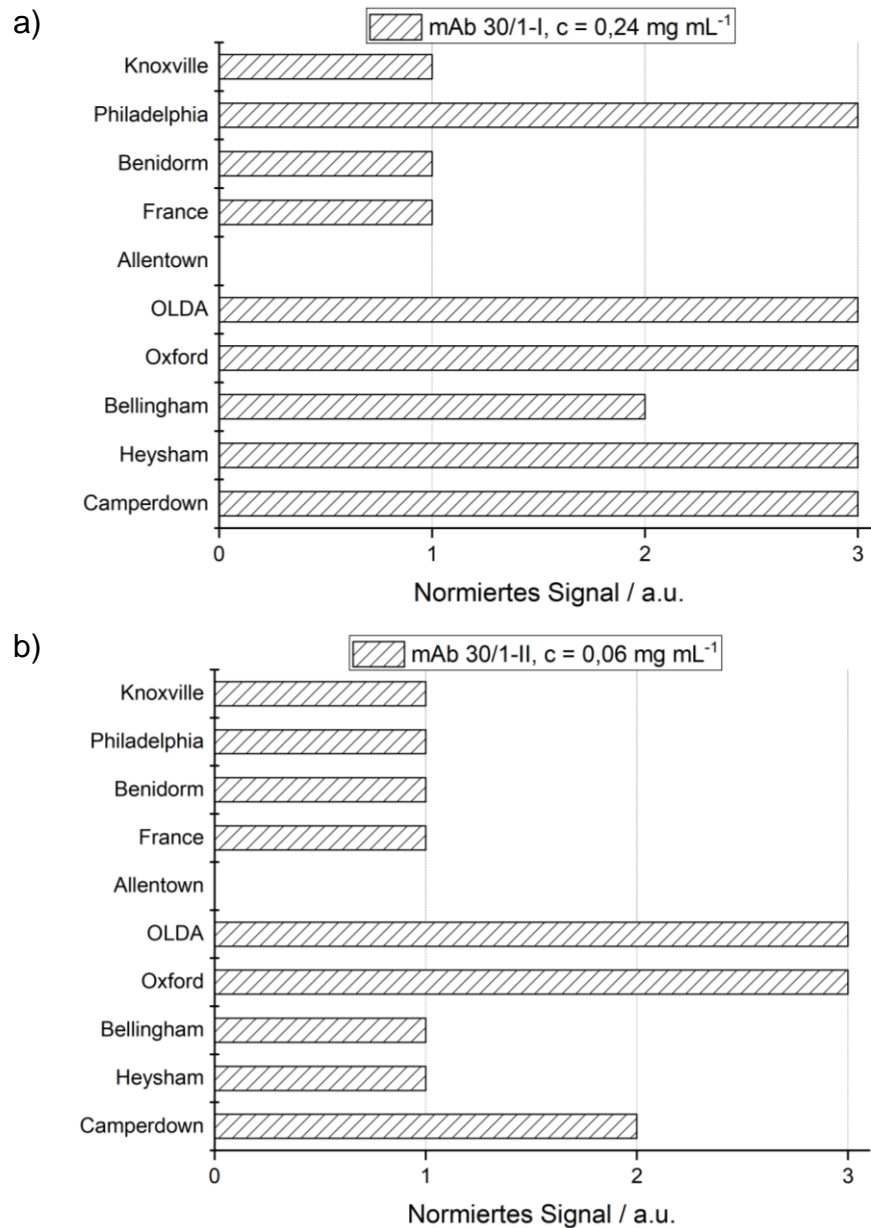 a)
mAb 30/1-I, c = 0,24 mg mL⁻¹
Knoxville
Philadelphia
Benidorm
France
Allentown
OLDA
Oxford
Bellingham
Heysham
Camperdown
0 1 2 3
Normiertes Signal / a.u.
b)
mAb 30/1-II, c = 0,06 mg mL⁻¹
Knoxville
Philadelphia
Benidorm
France
Allentown
OLDA
Oxford
Bellingham
Heysham
Camperdown
0 1 2 3
Normiertes Signal / a.u.